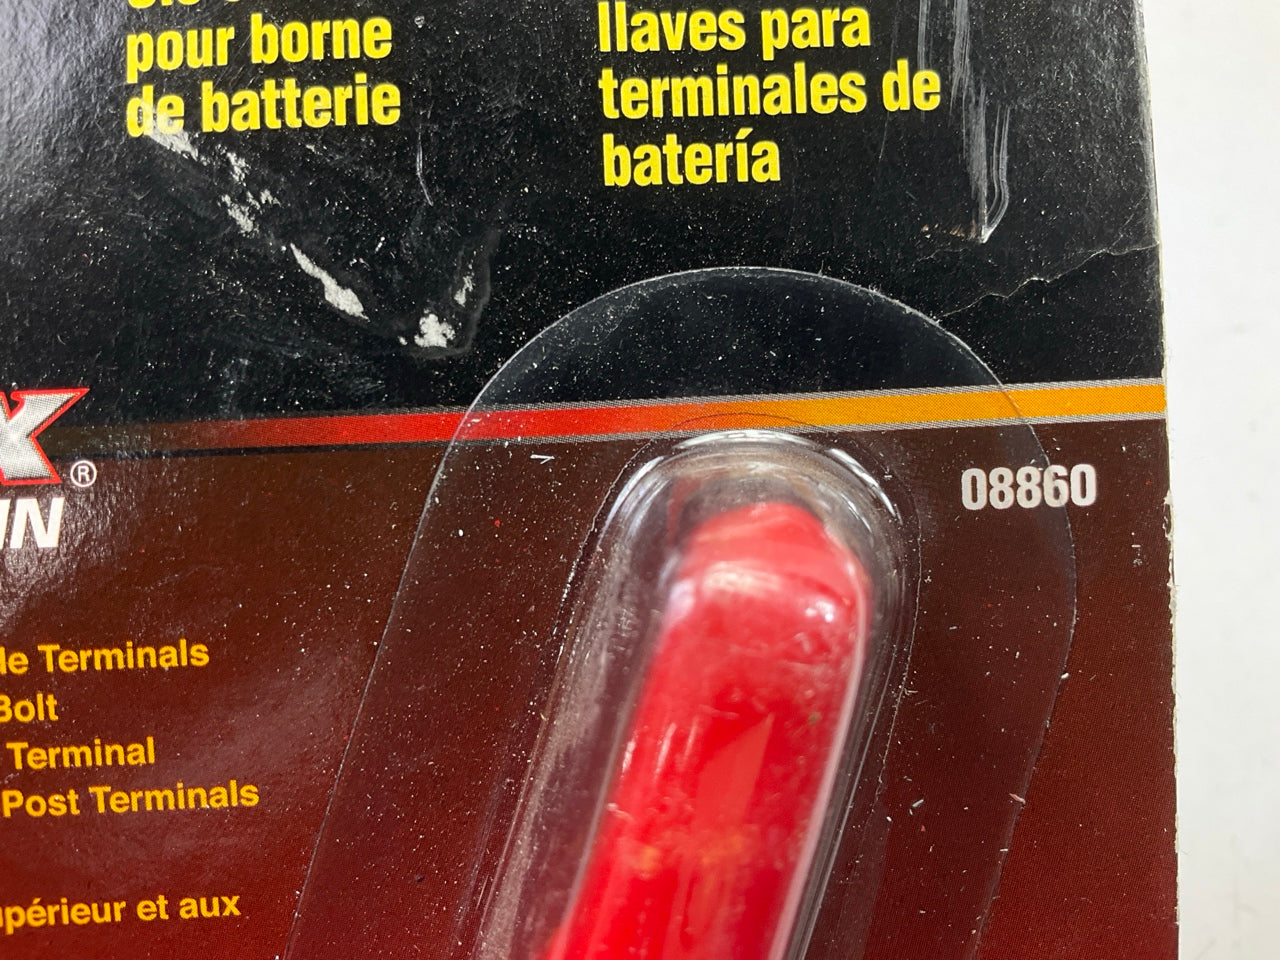 pour borne
de batterie
llaves para
terminales de
batería
X®
IN
08860
le Terminals
Bolt
Terminal
Post Terminals
périeur et aux